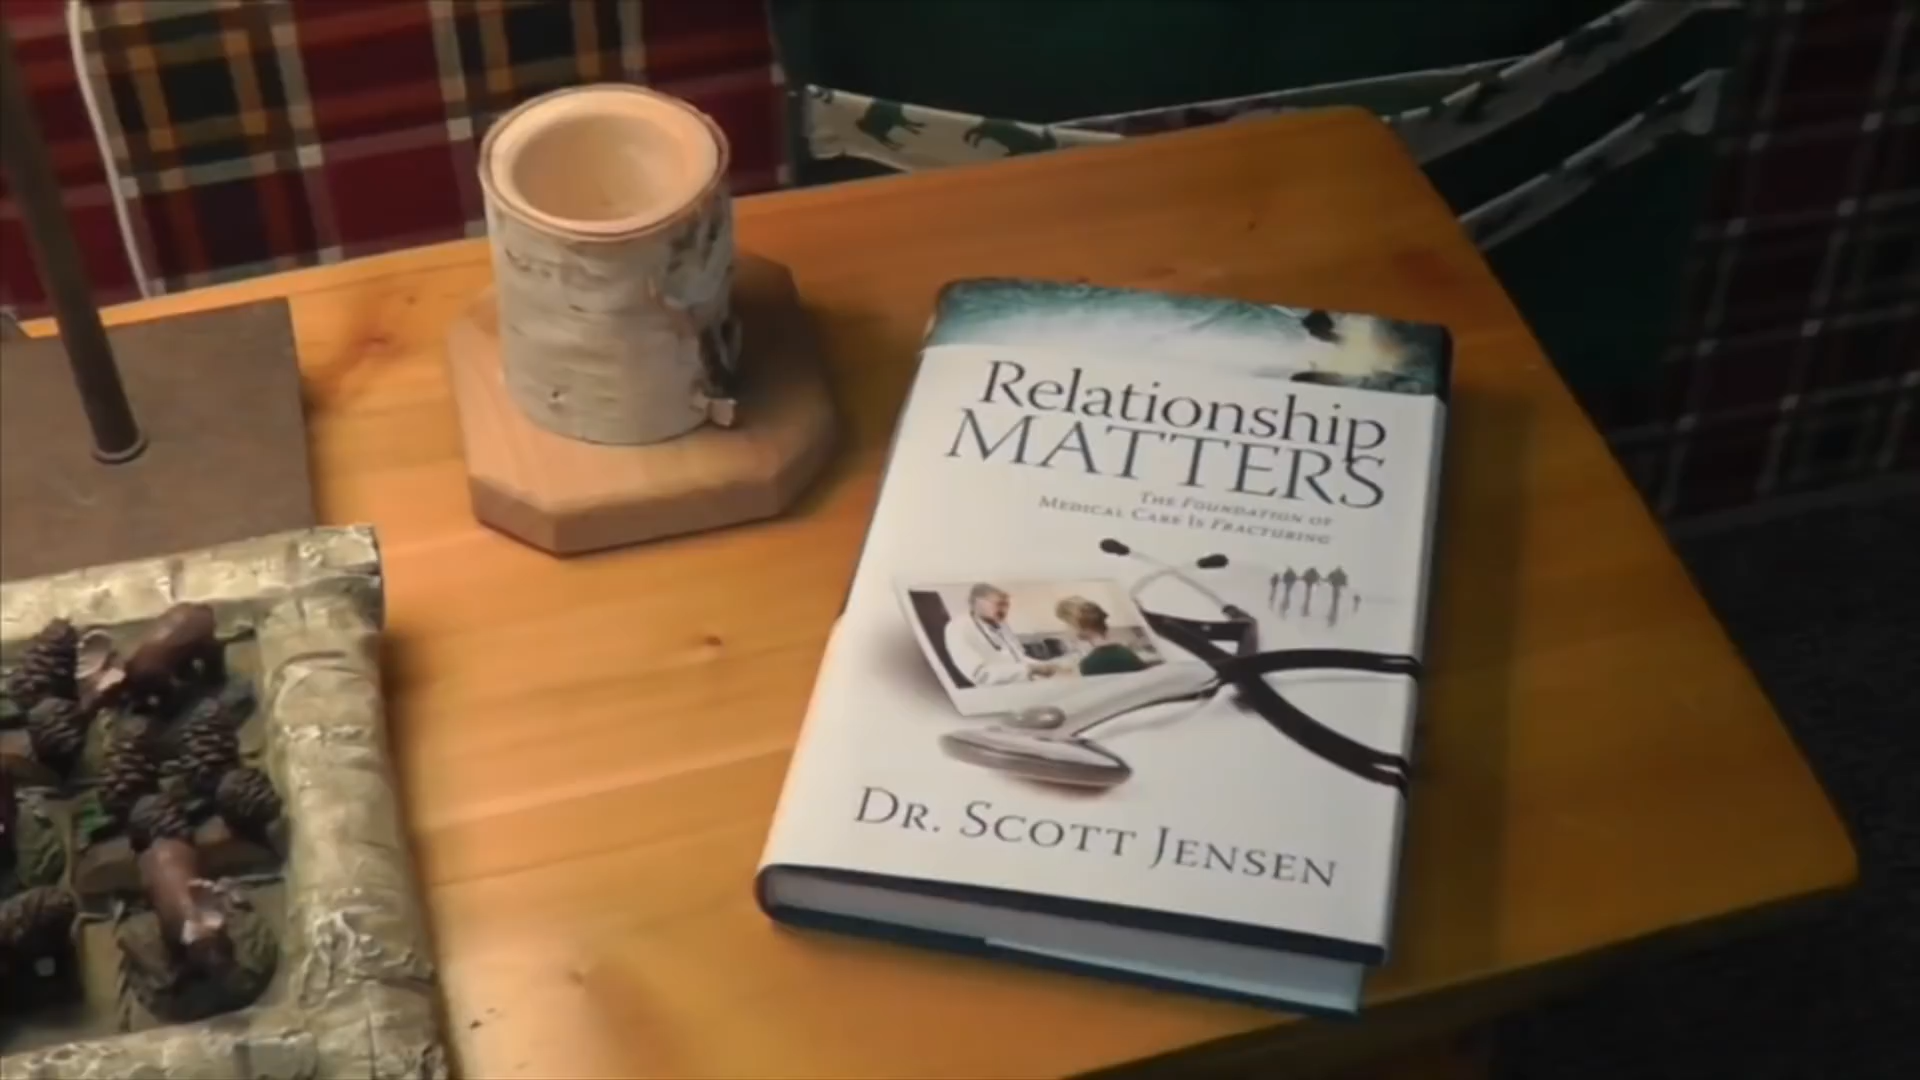 Relationship
MATTERS
THE FOUNDATION OF
MEDICAL CARE IS FRACTURING
DR. SCOTT JENSEN